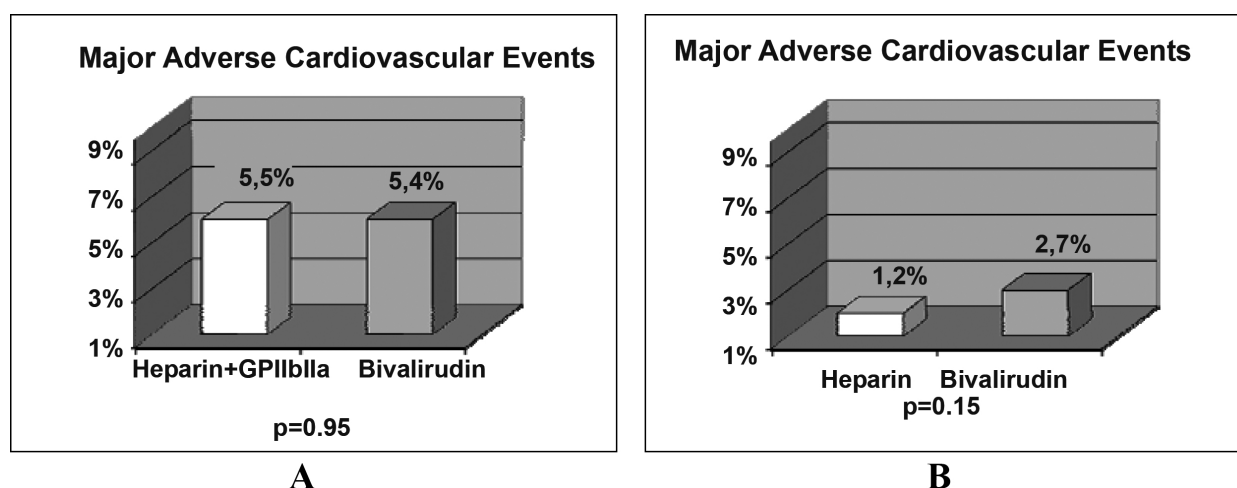 Major Adverse Cardiovascular Events
9%
7%
5%
3%
1%
5,5%
5,4%
Heparin+GPIIbIIa
Bivalirudin
p=0.95
A
Major Adverse Cardiovascular Events
9%
7%
5%
3%
1%
1,2%
2,7%
Heparin
Bivalirudin
p=0.15
B